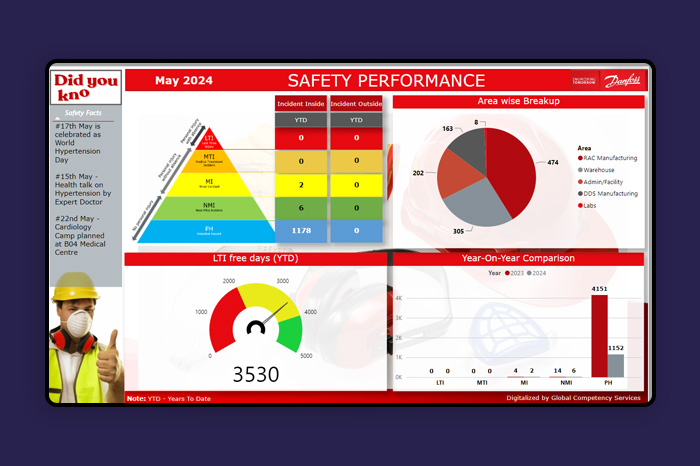 Did you
kno
Safety Facts
#17th May is
celebrated as
World
Hypertension
Day
#15th May -
Health talk on
Hypertension by
Expert Doctor
#22nd May -
Cardiology
Camp planned
at B04 Medical
Centre
May 2024
SAFETY PERFORMANCE
ENGINEERING
TOMORROW
Danfoss
Incident Inside
Incident Outside
YTD
YTD
LTI
0
0
MTI
0
0
MI
2
0
NMI
6
0
PH
1178
0
Area wise Breakup
8
163
474
202
305
Area
RAC Manufacturing
Warehouse
Admin/Facility
DDS Manufacturing
Labs
LTI free days (YTD)
0
1000
2000
3000
4000
5000
3530
Year-On-Year Comparison
Year 2023 2024
4K
3K
2K
1K
0K
0 0
0 0
4 2
14 6
4151
1152
LTI
MTI
MI
NMI
PH
Note: YTD - Years To Date
Digitalized by Global Competency Services